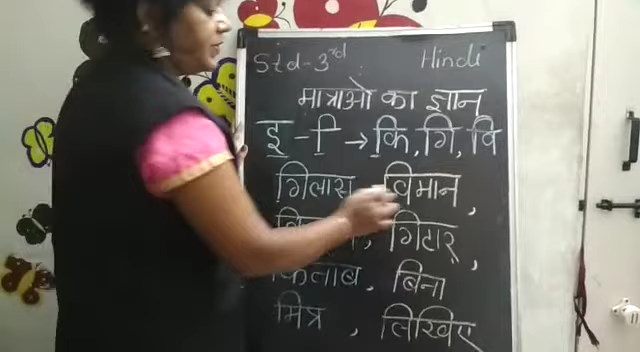 Std - 3rd Hindi
मात्राओ का ज्ञान
इ - ि → कि, गि, वि
गिलास विमान,
गिटार,
किताब, बिना
मित्र, लिखिए